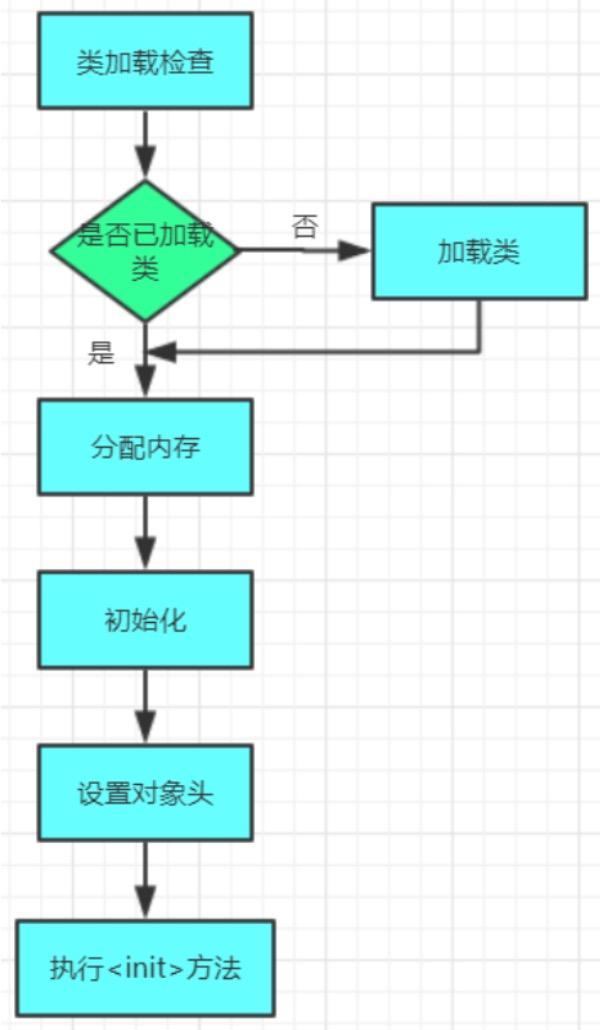 类加载检查
是否已加载
类
否
加载类
是
分配内存
初始化
设置对象头
执行<init>方法